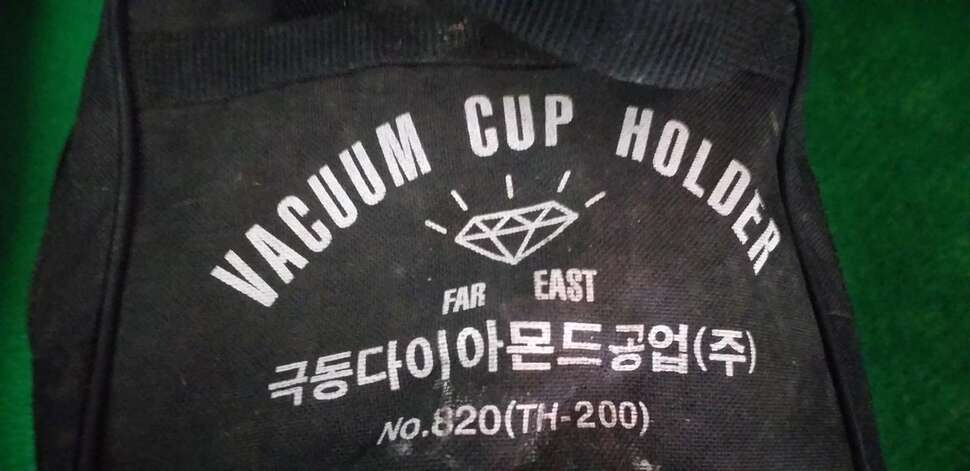 VACUUM CUP HOLDER
FAR EAST
극동다이아몬드공업(주)
NO.820(TH-200)